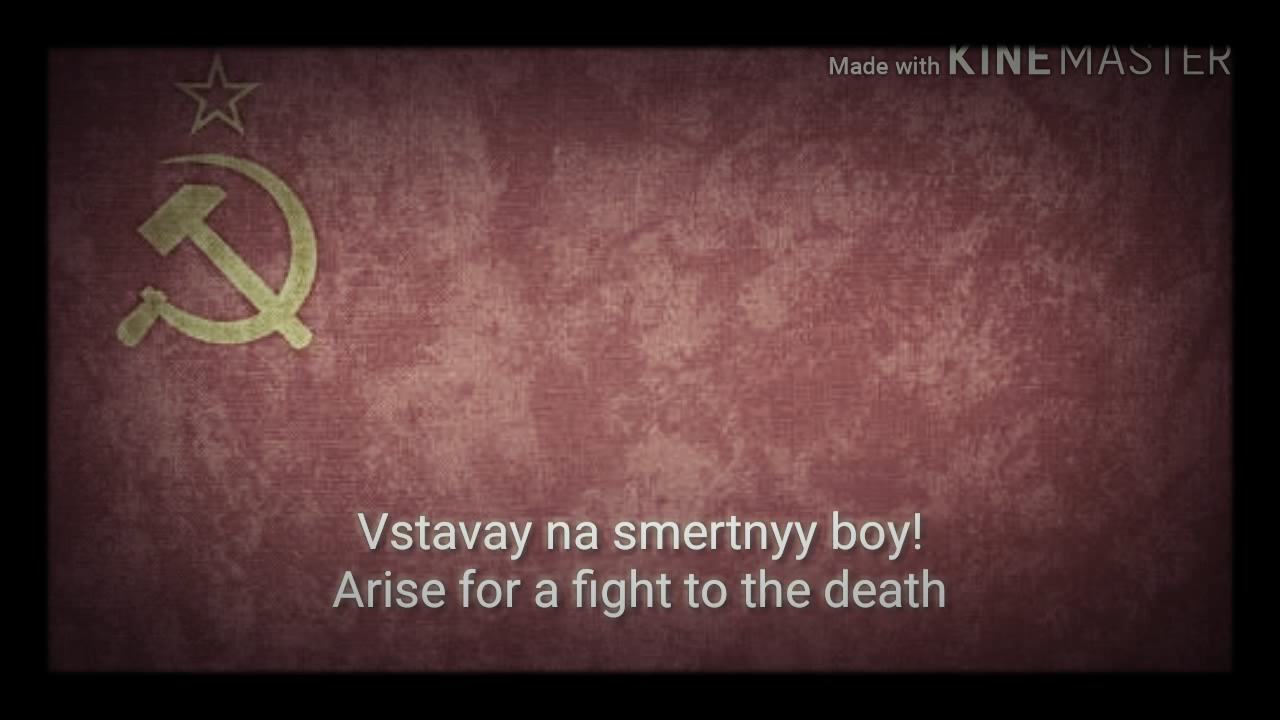 Made with KINEMASTER
Vstavay na smertnyy boy!
Arise for a fight to the death